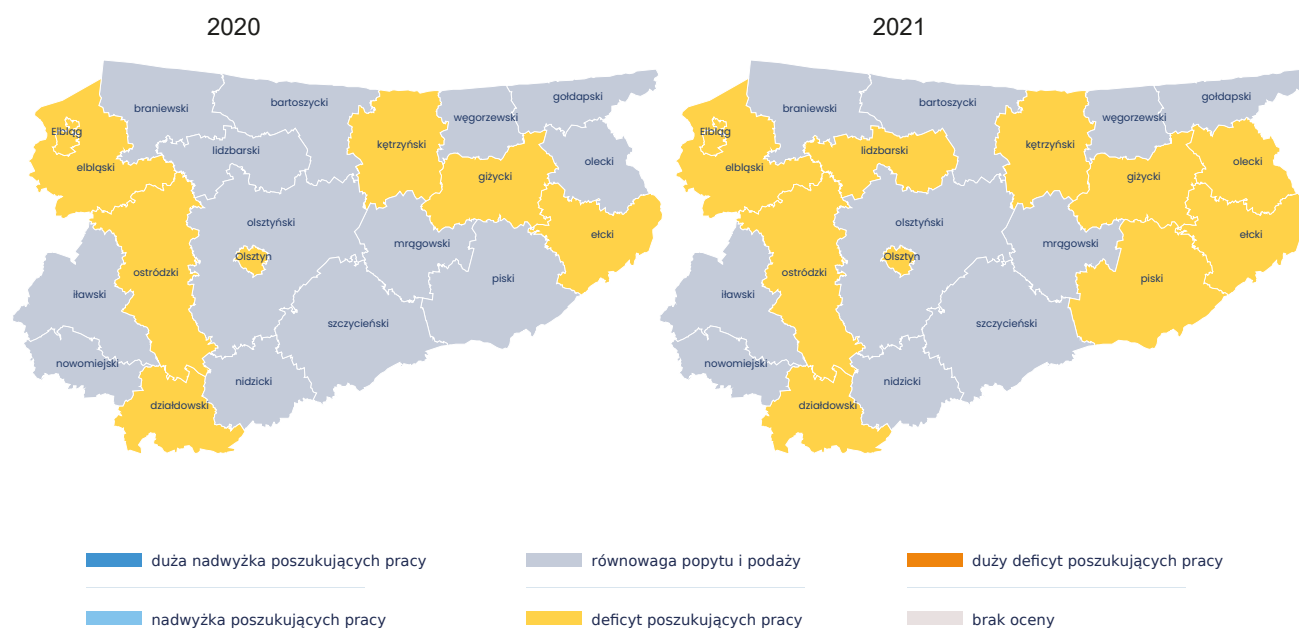 2020
2021
braniewski
bartoszycki
gołdapski
węgorzewski
Elbląg
kętrzyński
lidzbarski
olecki
elbląski
giżycki
olsztyński
ełcki
mrągowski
Olsztyn
ostródzki
piski
iławski
szczycieński
nowomiejski
nidzicki
działdowski
braniewski
bartoszycki
gołdapski
węgorzewski
Elbląg
kętrzyński
lidzbarski
olecki
elbląski
giżycki
olsztyński
ełcki
mrągowski
Olsztyn
ostródzki
piski
iławski
szczycieński
nowomiejski
nidzicki
działdowski
duża nadwyżka poszukujących pracy
równowaga popytu i podaży
duży deficyt poszukujących pracy
nadwyżka poszukujących pracy
deficyt poszukujących pracy
brak oceny